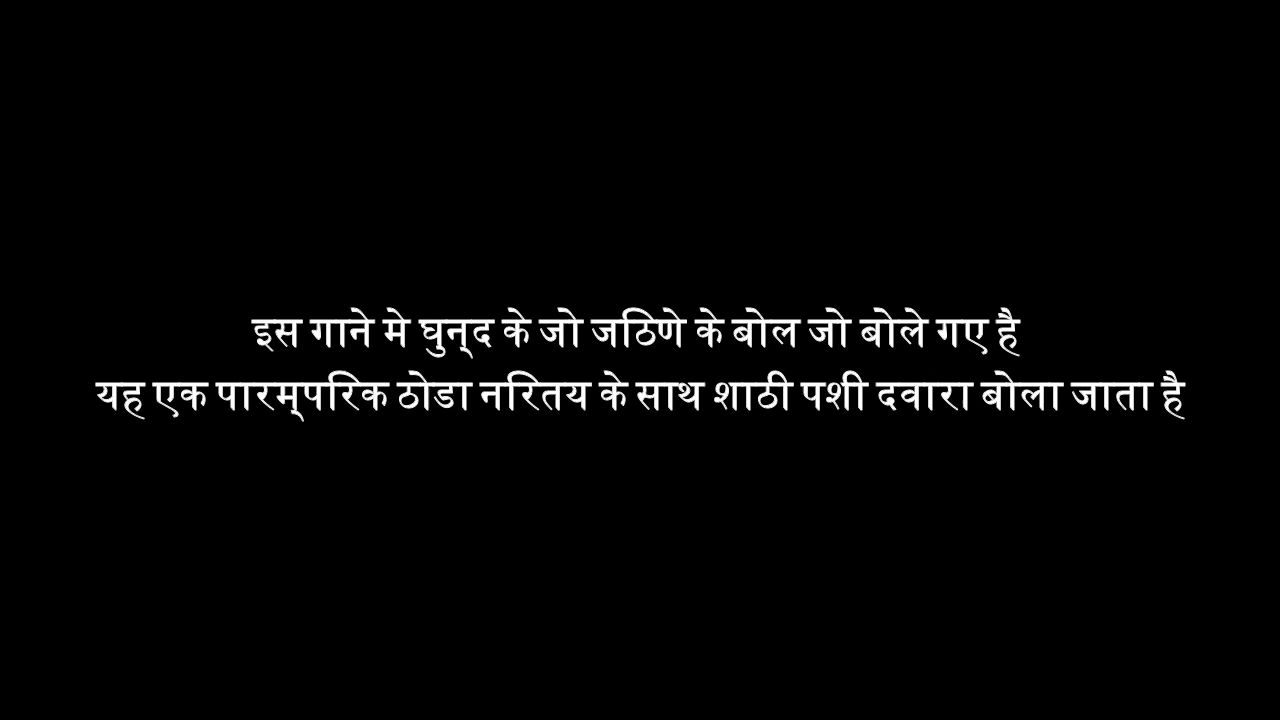 इस गाने मे घुन्‌द के जो जठिणे के बोल जो बोले गए है
यह एक पारम्‌परिक ठोडा नरितय के साथ शाठी पशी दवारा बोला जाता है